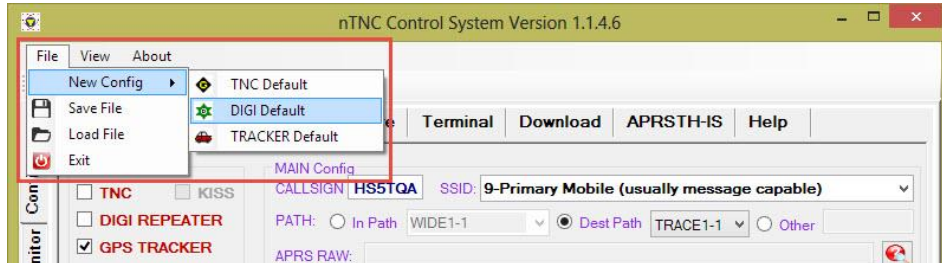 nTNC Control System Version 1.1.4.6
File View About
New Config TNC Default
Save File DIGI Default
Load File TRACKER Default
Exit
Terminal Download APRSTH-IS Help
MAIN Config
TNC KISS CALLSIGN HS5TQA SSID: 9-Primary Mobile (usually message capable)
DIGI REPEATER PATH: In Path WIDE1-1 Dest Path TRACE1-1 Other
GPS TRACKER APRS RAW: